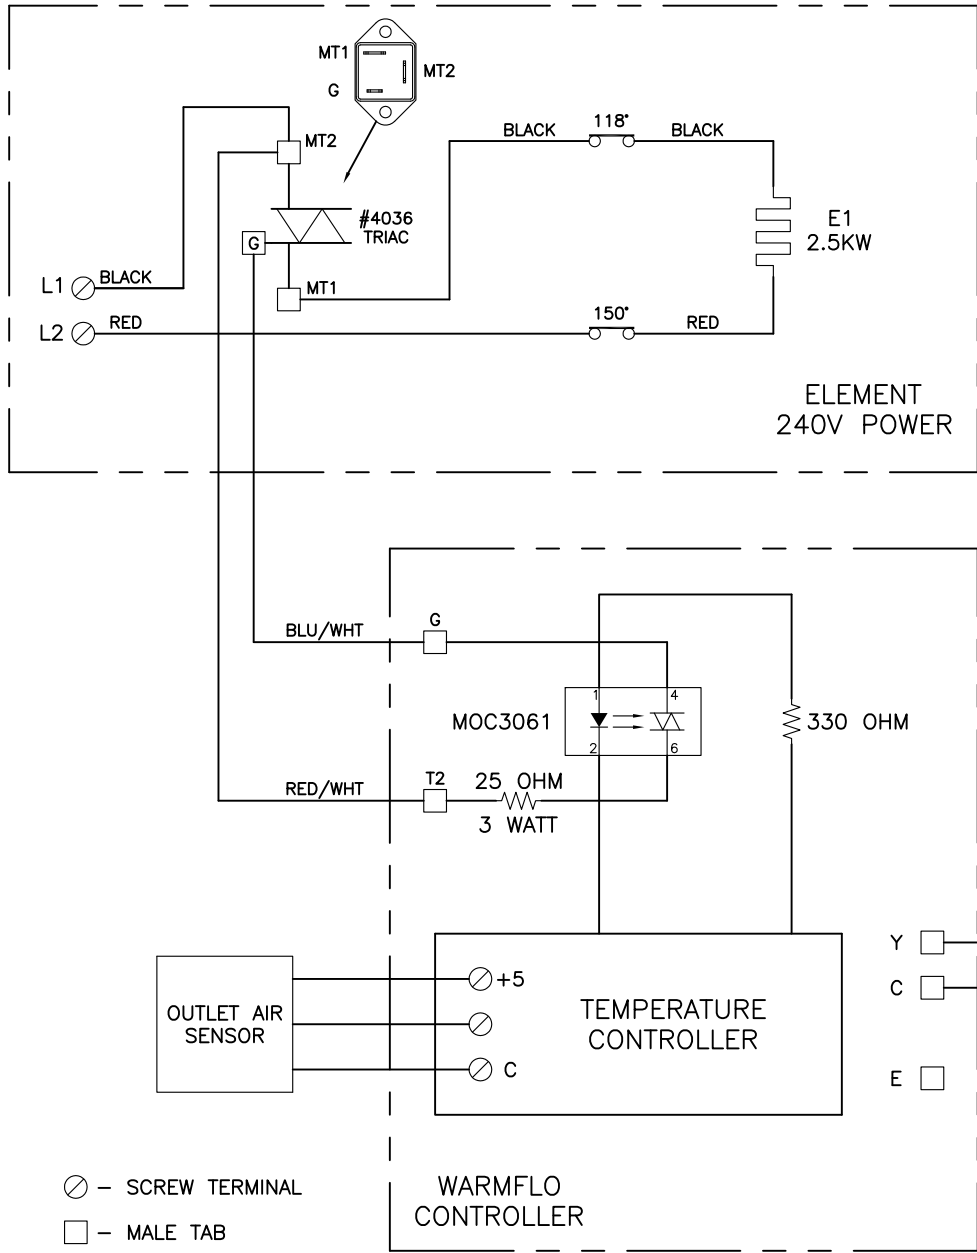 MT1
MT2
G
118°
BLACK
BLACK
MT2
#4036
TRIAC
E1
2.5KW
G
L1
BLACK
MT1
150°
L2
RED
RED
ELEMENT
240V POWER
G
BLU/WHT
1
4
MOC3061
330 OHM
2
6
T2
25 OHM
RED/WHT
3 WATT
Y
+5
C
OUTLET AIR
SENSOR
TEMPERATURE
CONTROLLER
C
E
- SCREW TERMINAL
WARMFLO
CONTROLLER
- MALE TAB